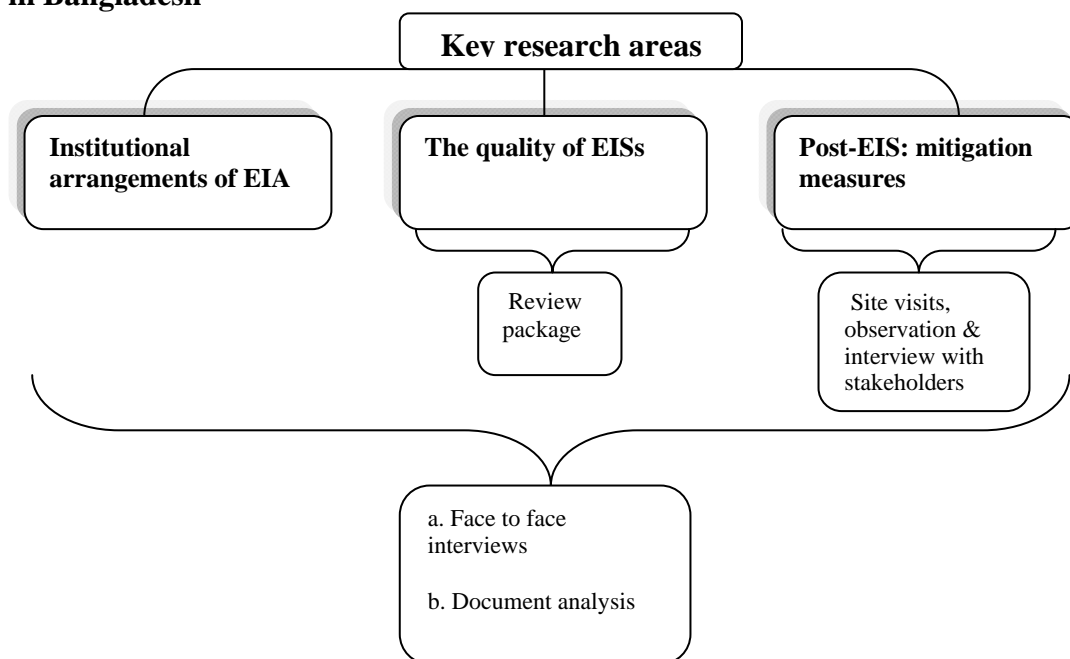 in Bangladesh
Key research areas
Institutional
arrangements of EIA
The quality of EISs
Post-EIS: mitigation
measures
Review
package
Site visits,
observation &
interview with
stakeholders
a. Face to face
interviews
b. Document analysis